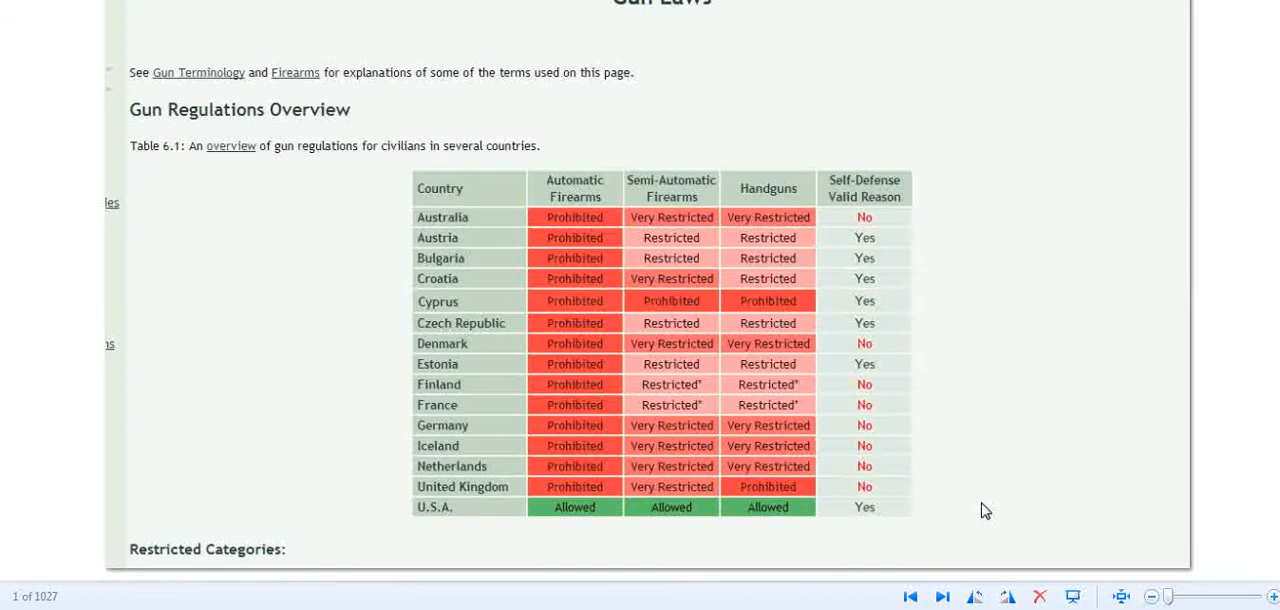 Gun Laws
See Gun Terminology and Firearms for explanations of some of the terms used on this page.
Gun Regulations Overview
Table 6.1: An overview of gun regulations for civilians in several countries.
Country Automatic Firearms Semi-Automatic Firearms Handguns Self-Defense Valid Reason
Australia Prohibited Very Restricted Very Restricted No
Austria Prohibited Restricted Restricted Yes
Bulgaria Prohibited Restricted Restricted Yes
Croatia Prohibited Very Restricted Restricted Yes
Cyprus Prohibited Prohibited Prohibited Yes
Czech Republic Prohibited Restricted Restricted Yes
Denmark Prohibited Very Restricted Very Restricted No
Estonia Prohibited Restricted Restricted Yes
Finland Prohibited Restricted* Restricted* No
France Prohibited Restricted* Restricted* No
Germany Prohibited Very Restricted Very Restricted No
Iceland Prohibited Very Restricted Very Restricted No
Netherlands Prohibited Very Restricted Very Restricted No
United Kingdom Prohibited Very Restricted Prohibited No
U.S.A. Allowed Allowed Allowed Yes
Restricted Categories:
1 of 1027